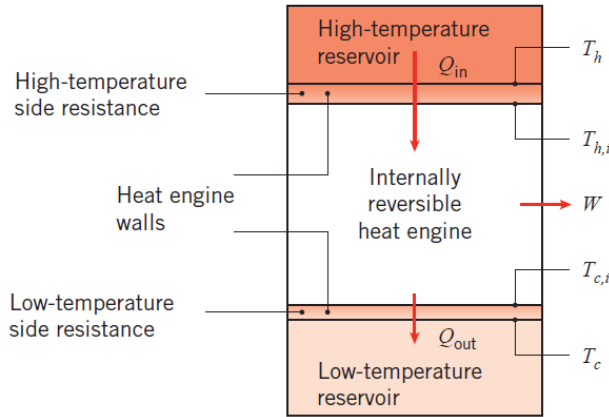 High-temperature
reservoir
Q_in
T_h
High-temperature
side resistance
T_h,i
Heat engine
walls
Internally
reversible
heat engine
W
T_c,i
Low-temperature
side resistance
Q_out
T_c
Low-temperature
reservoir